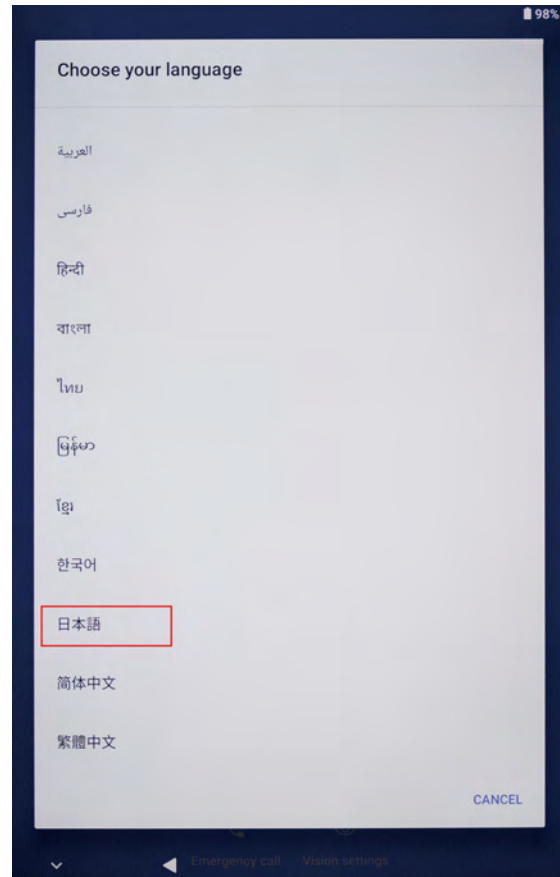 98%
Choose your language
العربية
فارسی
हिन्दी
বাংলা
ไทย
မြန်မာ
ខ្មែរ
한국어
日本語
简体中文
繁體中文
CANCEL
Emergency call
Vision settings